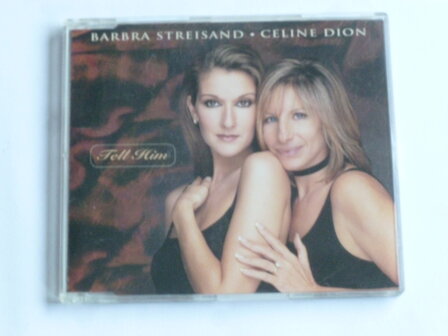 BARBRA STREISAND • CELINE DION
Tell Him